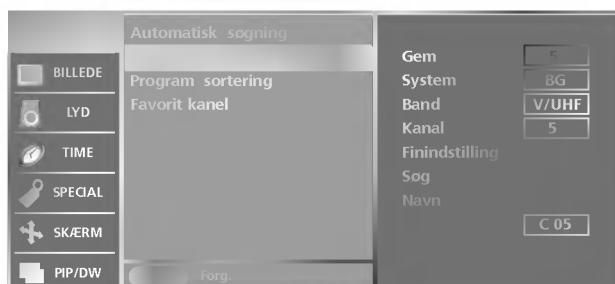 BILLEDE
LYD
TIME
SPECIAL
SKÆRM
PIP/DW
Automatisk søgning
Program sortering
Favorit kanel
Forg.
Gem 5
System BG
Band V/UHF
Kanal 5
Finindstilling
Søg
Navn
C 05